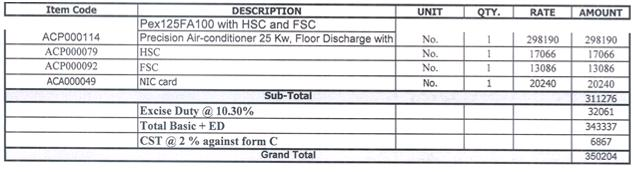 Item Code DESCRIPTION UNIT QTY. RATE AMOUNT
Pex125FA100 with HSC and FSC
ACP000114 Precision Air-conditioner 25 Kw, Floor Discharge with No. 1 298190 298190
ACP000079 HSC No. 1 17066 17066
ACP000092 FSC No. 1 13086 13086
ACA000049 NIC card No. 1 20240 20240
Sub-Total 311276
Excise Duty @ 10.30% 32061
Total Basic + ED 343337
CST @ 2 % against form C 6867
Grand Total 350204